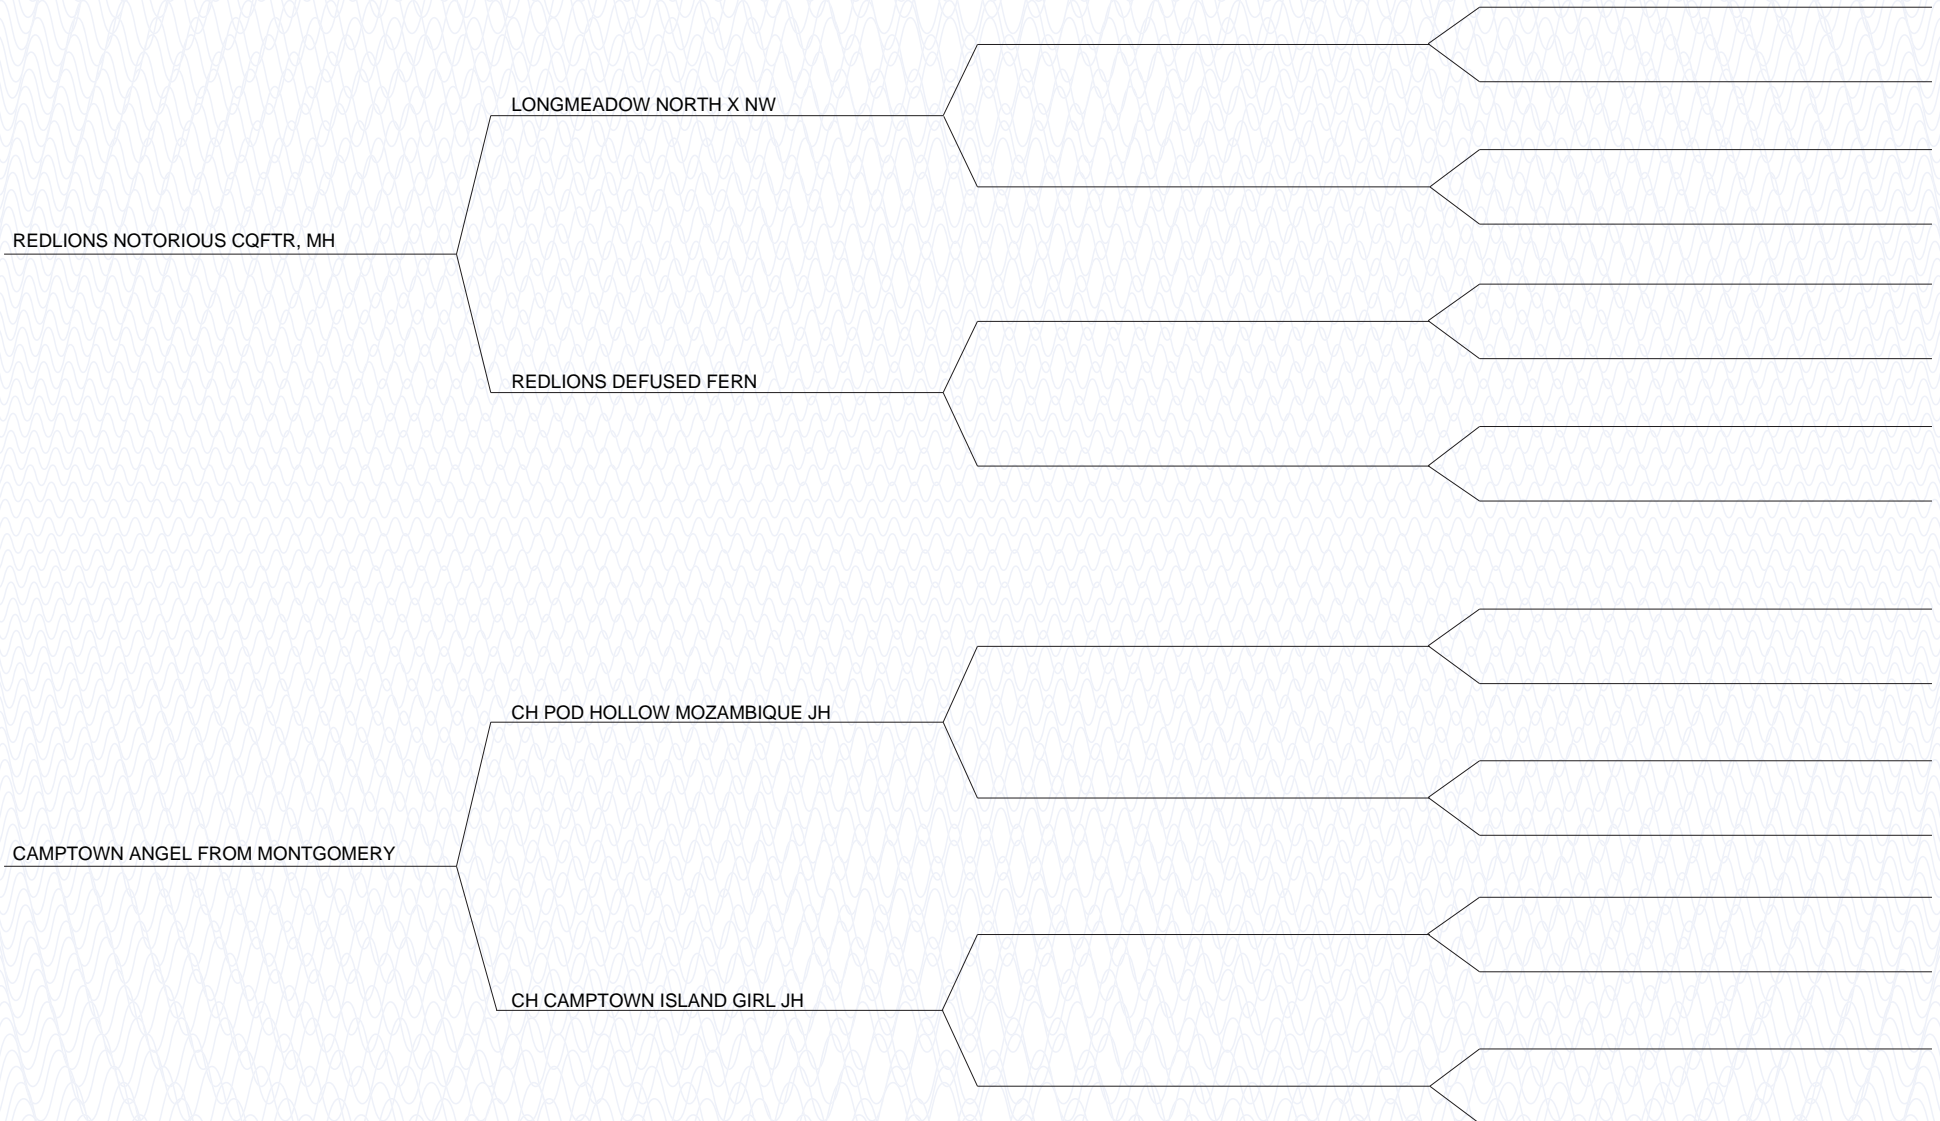 LONGMEADOW NORTH X NW
REDLIONS NOTORIOUS CQFTR, MH
REDLIONS DEFUSED FERN
CH POD HOLLOW MOZAMBIQUE JH
CAMPTOWN ANGEL FROM MONTGOMERY
CH CAMPTOWN ISLAND GIRL JH